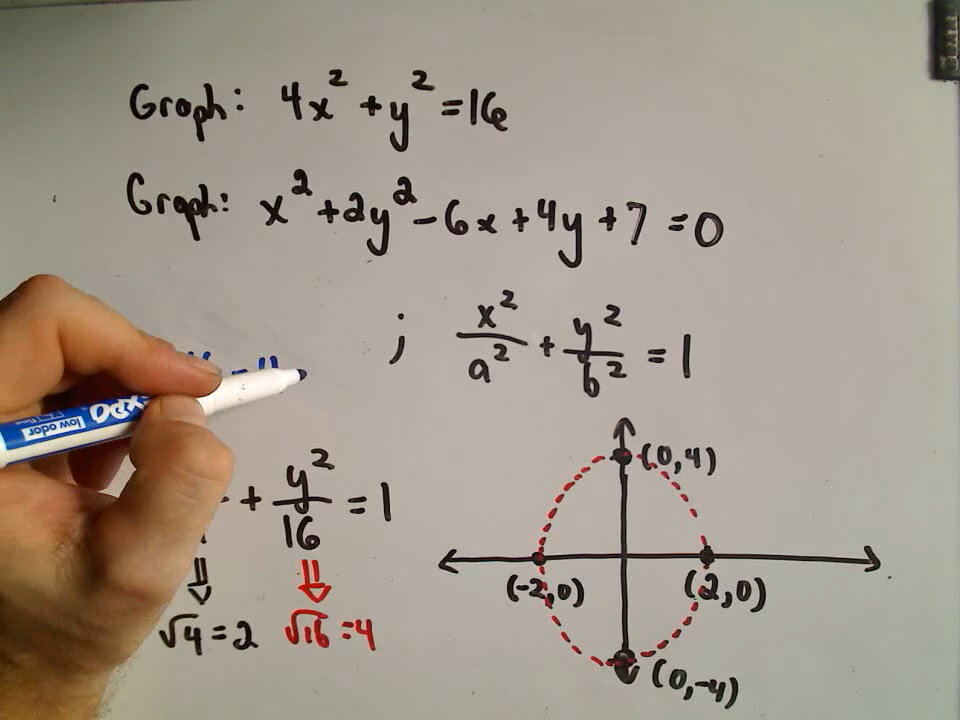 Graph: 4x² + y² = 16
Graph: x² + 2y² - 6x + 4y + 7 = 0
; x²/a² + y²/b² = 1
EXPO
low odor
+ y²/16 = 1
⇓ ⇓
√4 = 2 √16 = 4
(0,4)
(-2,0) (2,0)
(0,-4)